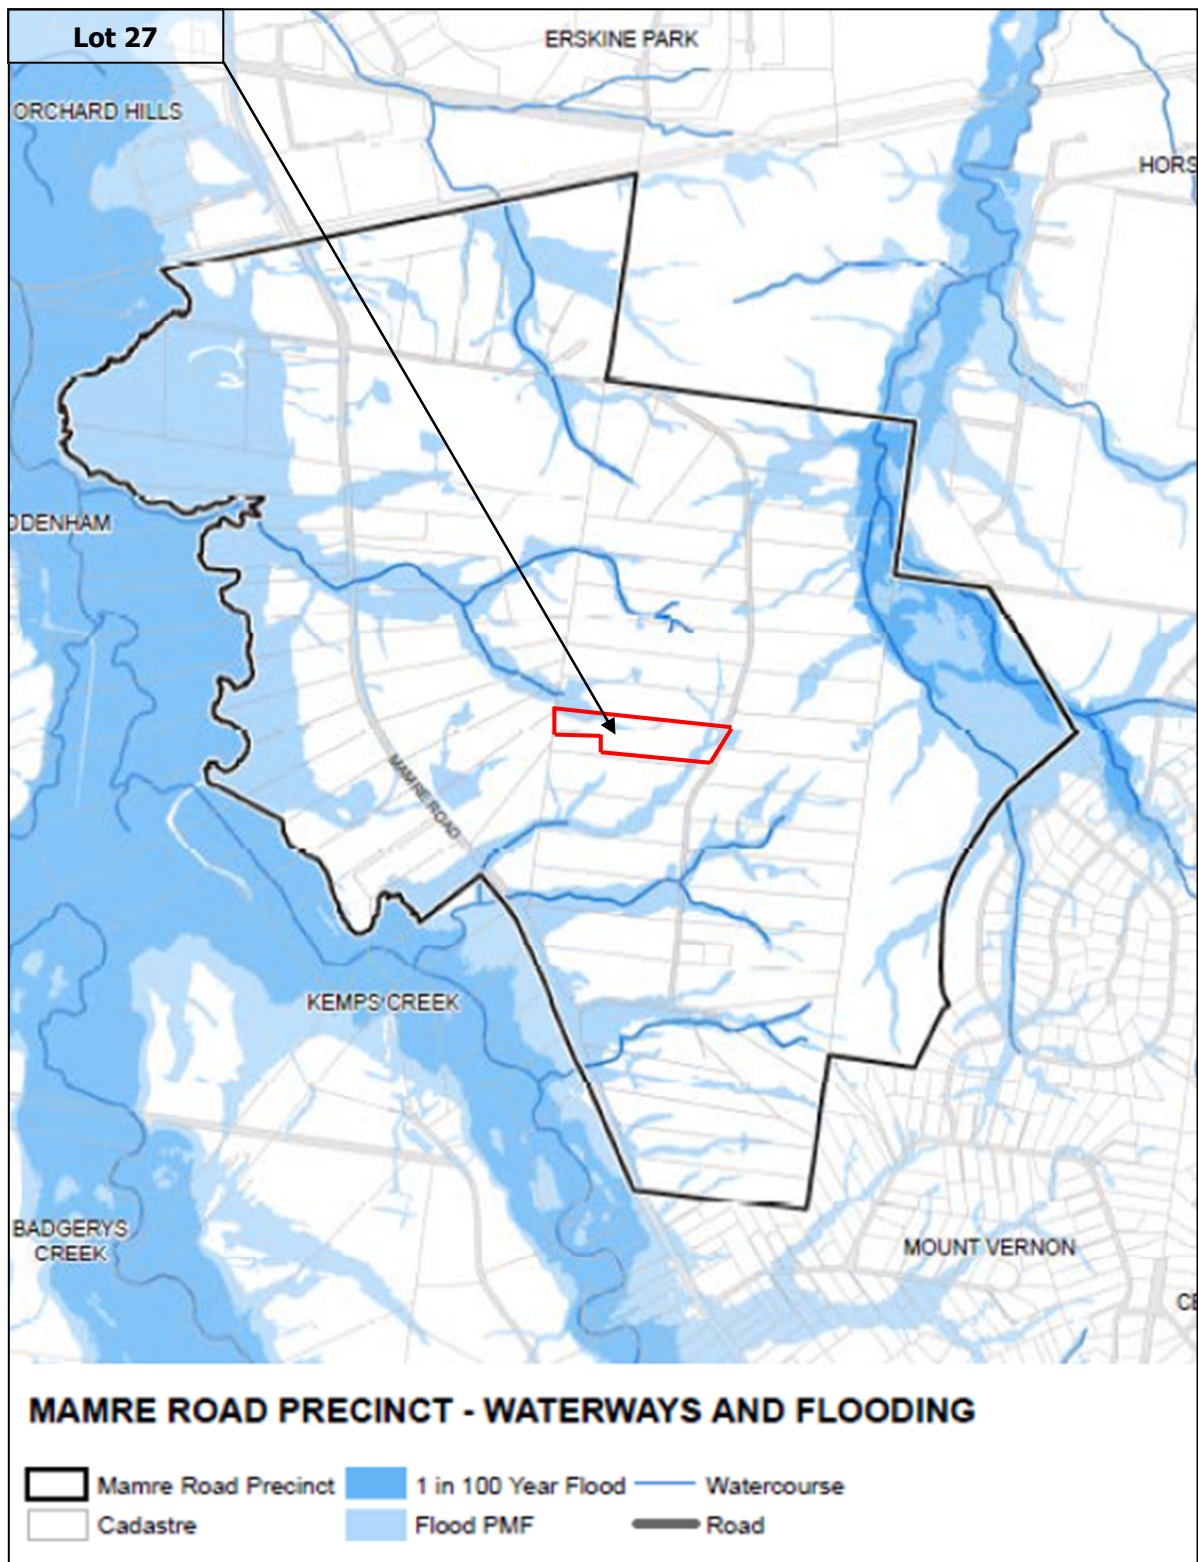 Lot 27
ERSKINE PARK
ORCHARD HILLS
HORS
DDENHAM
MAMRE ROAD
KEMPS CREEK
BADGERYS
CREEK
MOUNT VERNON
CE
MAMRE ROAD PRECINCT - WATERWAYS AND FLOODING
Mamre Road Precinct
1 in 100 Year Flood
Watercourse
Cadastre
Flood PMF
Road